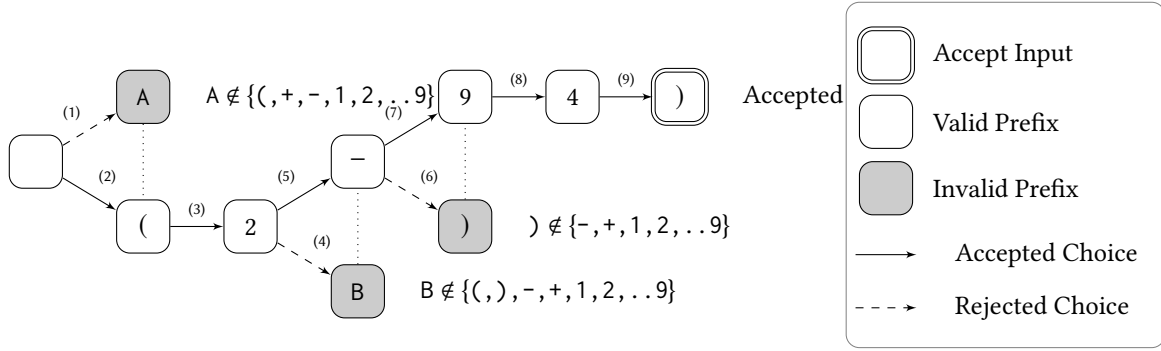 A A ∉ {(,+,-,1,2,..9} 9 (8) 4 (9) ) Accepted
(1) (7)
(2) (5) - (6)
( (3) 2 (4) ) ) ∉ {-,+,1,2,..9}
B B ∉ {(,),-,+,1,2,..9}
Accept Input
Valid Prefix
Invalid Prefix
Accepted Choice
Rejected Choice